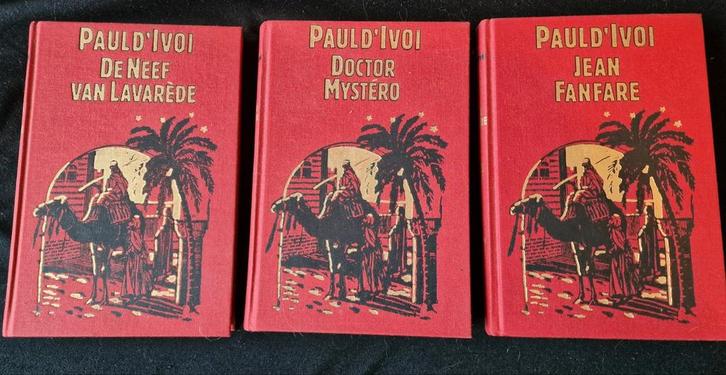 PAUL D'IVOI
DE NEEF
VAN LAVARÈDE
PAUL D'IVOI
DOCTOR
MYSTÉRO
PAUL D'IVOI
JEAN
FANFARE